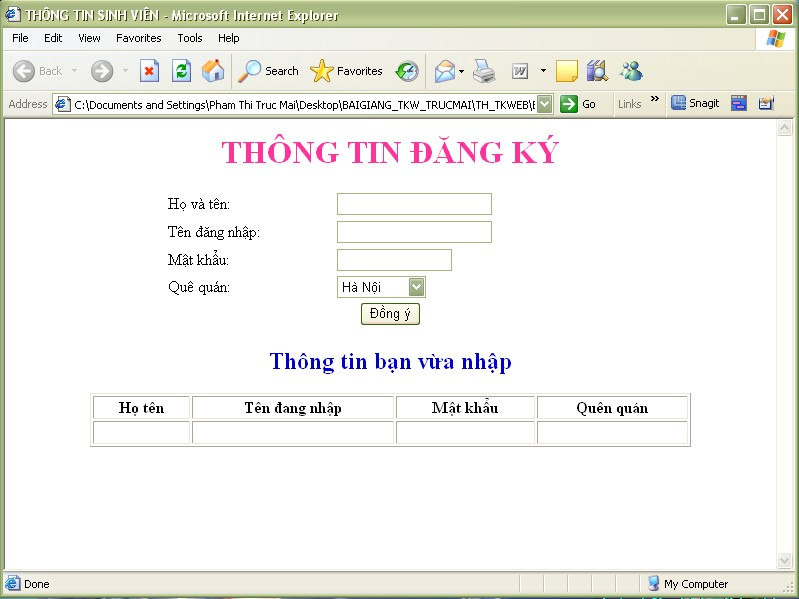 THÔNG TIN SINH VIÊN - Microsoft Internet Explorer
File Edit View Favorites Tools Help
Back Search Favorites
Address C:\Documents and Settings\Pham Thi Truc Mai\Desktop\BAIGIANG_TKW_TRUCMAI\TH_TKWEB\ Go Links » Snagit
THÔNG TIN ĐĂNG KÝ
Họ và tên:
Tên đăng nhập:
Mật khẩu:
Quê quán: Hà Nội
Đồng ý
Thông tin bạn vừa nhập
Họ tên Tên đang nhập Mật khẩu Quên quán
Done My Computer